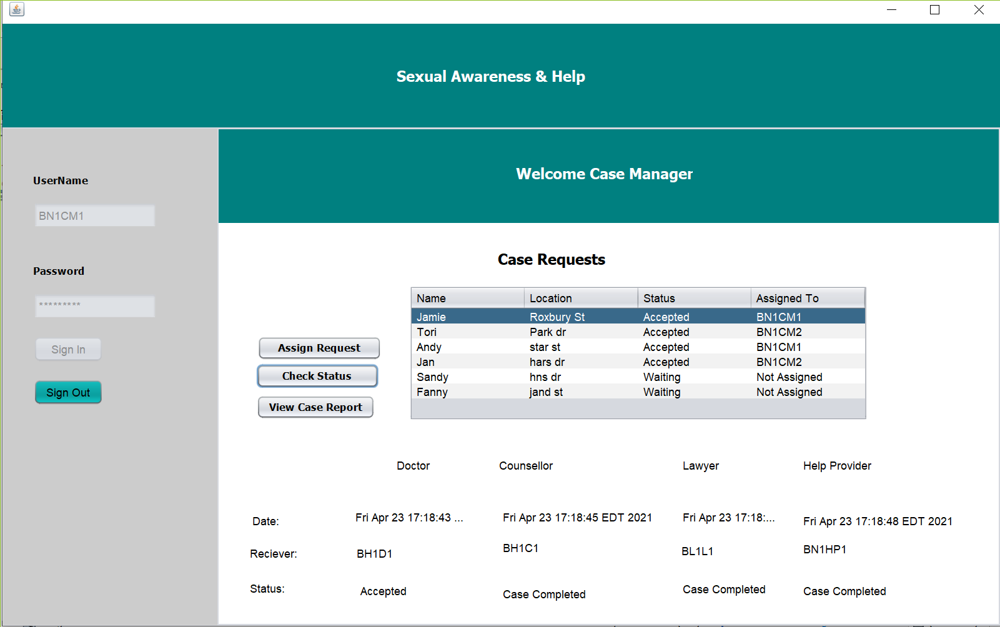 Sexual Awareness & Help
Welcome Case Manager
UserName
BN1CM1
Password
*********
Sign In
Sign Out
Case Requests
Assign Request
Check Status
View Case Report
Name Location Status Assigned To
Jamie Roxbury St Accepted BN1CM1
Tori Park dr Accepted BN1CM2
Andy star st Accepted BN1CM1
Jan hars dr Accepted BN1CM2
Sandy hns dr Waiting Not Assigned
Fanny jand st Waiting Not Assigned
Doctor Counsellor Lawyer Help Provider
Date: Fri Apr 23 17:18:43 ... Fri Apr 23 17:18:45 EDT 2021 Fri Apr 23 17:18:... Fri Apr 23 17:18:48 EDT 2021
Reciever: BH1D1 BH1C1 BL1L1 BN1HP1
Status: Accepted Case Completed Case Completed Case Completed